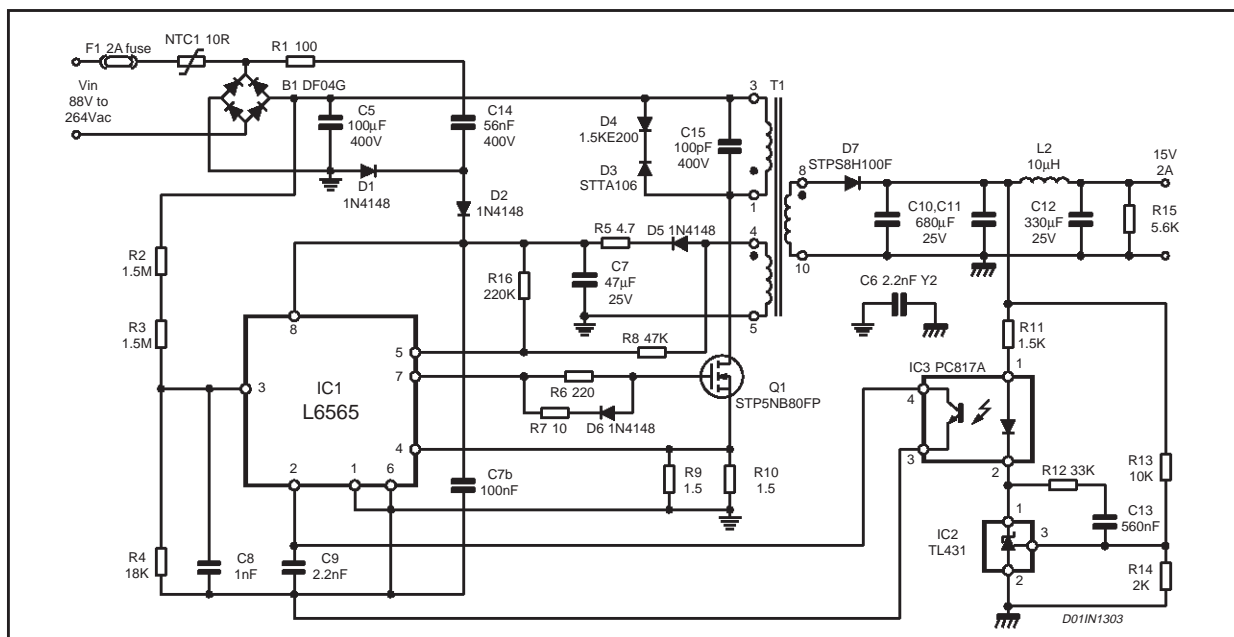 F1 2A fuse
NTC1 10R
R1 100
Vin
88V to
264Vac
B1 DF04G
C5
100µF
400V
C14
56nF
400V
D1
1N4148
D2
1N4148
D4
1.5KE200
D3
STTA106
C15
100pF
400V
3
T1
1
4
5
8
10
D7
STPS8H100F
L2
10µH
15V
2A
C10,C11
680µF
25V
C12
330µF
25V
R15
5.6K
C6 2.2nF Y2
R5 4.7
D5 1N4148
R16
220K
C7
47µF
25V
R2
1.5M
R3
1.5M
R8 47K
8
5
7
3
IC1
L6565
4
2
1
6
R6 220
R7 10
D6 1N4148
Q1
STP5NB80FP
R11
1.5K
IC3 PC817A
1
4
3
2
R9
1.5
R10
1.5
C7b
100nF
R12 33K
R13
10K
C13
560nF
1
IC2
TL431
3
2
R4
18K
C8
1nF
C9
2.2nF
R14
2K
D01IN1303